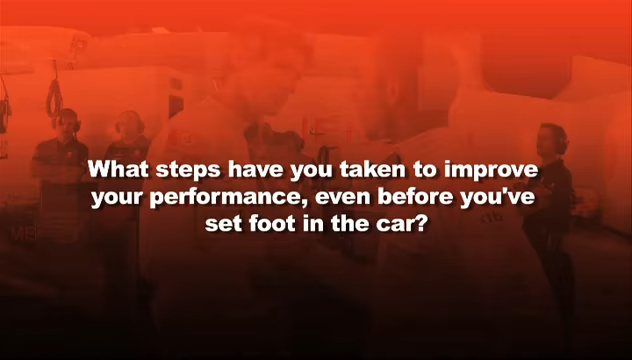 What steps have you taken to improve
your performance, even before you've
set foot in the car?